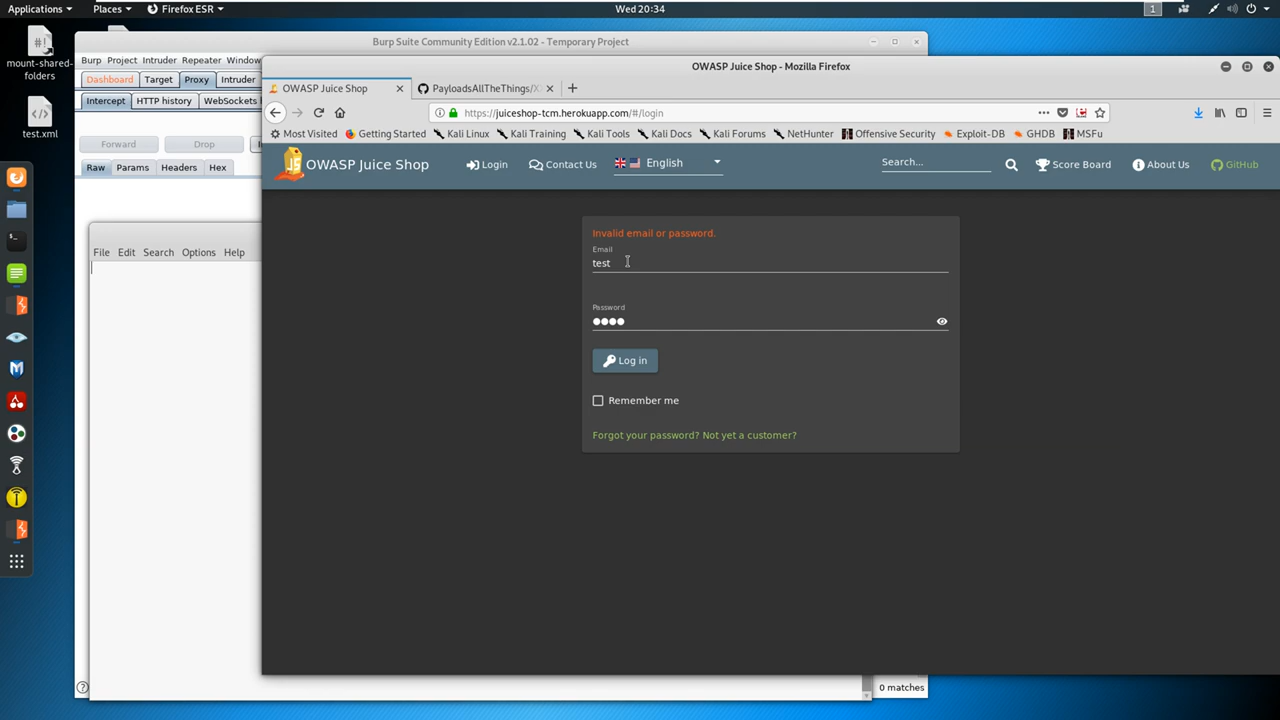 Applications
Places
Firefox ESR
Wed 20:34
1
mount-shared-folders
test.xml
Burp Suite Community Edition v2.1.02 - Temporary Project
Burp Project Intruder Repeater Window
Dashboard Target Proxy Intruder
Intercept HTTP history WebSockets
Forward Drop
Raw Params Headers Hex
File Edit Search Options Help
? 0 matches
OWASP Juice Shop - Mozilla Firefox
OWASP Juice Shop
PayloadsAllTheThings/X
https://juiceshop-tcm.herokuapp.com/#/login
Most Visited Getting Started Kali Linux Kali Training Kali Tools Kali Docs Kali Forums NetHunter Offensive Security Exploit-DB GHDB MSFu
OWASP Juice Shop Login Contact Us English Search... Score Board About Us GitHub
Invalid email or password.
Email
test
Password
Log in
Remember me
Forgot your password? Not yet a customer?